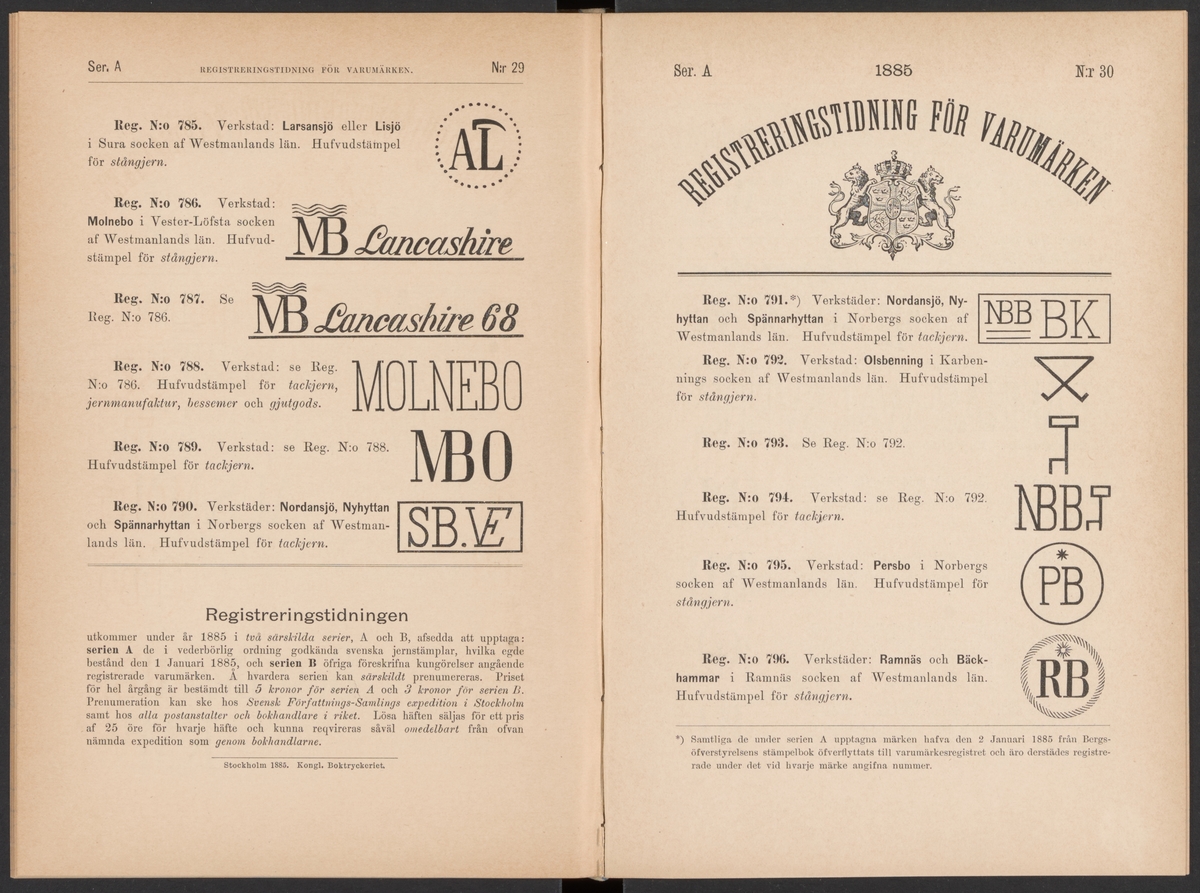 Ser. A REGISTRERINGSTIDNING FÖR VARUMÄRKEN. N:r 29
Reg. N:o 785. Verkstad: Larsansjö eller Lisjö
i Sura socken af Westmanlands län. Hufvudstämpel
för stångjern.
AL
Reg. N:o 786. Verkstad:
Molnebo i Vester-Löfsta socken
af Westmanlands län. Hufvud-
stämpel för stångjern.
MB Lancashire
Reg. N:o 787. Se
Reg. N:o 786.
MB Lancashire 68
Reg. N:o 788. Verkstad: se Reg.
N:o 786. Hufvudstämpel för tackjern,
jernmanufaktur, bessemer och gjutgods.
MOLNEBO
Reg. N:o 789. Verkstad: se Reg. N:o 788.
Hufvudstämpel för tackjern.
MBO
Reg. N:o 790. Verkstäder: Nordansjö, Nyhyttan
och Spännarhyttan i Norbergs socken af Westman-
lands län. Hufvudstämpel för tackjern.
SB.VE
Registreringstidningen
utkommer under år 1885 i två särskilda serier, A och B, afsedda att upptaga:
serien A de i vederbörlig ordning godkända svenska jernstämplar, hvilka egde
bestånd den 1 Januari 1885, och serien B öfriga föreskrifna kungörelser angående
registrerade varumärken. Å hvardera serien kan särskildt prenumereras. Priset
för hel årgång är bestämdt till 5 kronor för serien A och 3 kronor för serien B.
Prenumeration kan ske hos Svensk Författnings-Samlings expedition i Stockholm
samt hos alla postanstalter och bokhandlare i riket. Lösa häften säljas för ett pris
af 25 öre för hvarje häfte och kunna reqvireras såväl omedelbart från ofvan
nämnda expedition som genom bokhandlarne.
Stockholm 1885. Kongl. Boktryckeriet.
Ser. A 1885 N:r 30
REGISTRERINGSTIDNING FÖR VARUMÄRKEN
Reg. N:o 791.*) Verkstäder: Nordansjö, Ny-
hyttan och Spännarhyttan i Norbergs socken af
Westmanlands län. Hufvudstämpel för tackjern.
NBB BK
Reg. N:o 792. Verkstad: Olsbenning i Karben-
nings socken af Westmanlands län. Hufvudstämpel
för stångjern.
Reg. N:o 793. Se Reg. N:o 792.
Reg. N:o 794. Verkstad: se Reg. N:o 792.
Hufvudstämpel för tackjern.
NBB
Reg. N:o 795. Verkstad: Persbo i Norbergs
socken af Westmanlands län. Hufvudstämpel för
stångjern.
PB
Reg. N:o 796. Verkstäder: Ramnäs och Bäck-
hammar i Ramnäs socken af Westmanlands län.
Hufvudstämpel för stångjern.
RB
*) Samtliga de under serien A upptagna märken hafva den 2 Januari 1885 från Bergs-
öfverstyrelsens stämpelbok öfverflyttats till varumärkesregistret och äro derstädes registre-
rade under det vid hvarje märke angifna nummer.